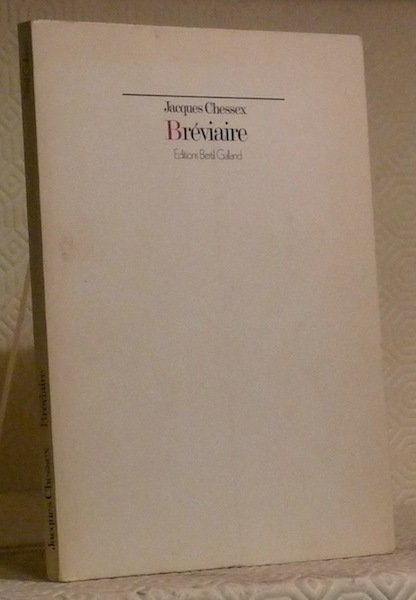 Jacques Chessex
Bréviaire
Editions Bertil Galland
Jacques Chessex Bréviaire